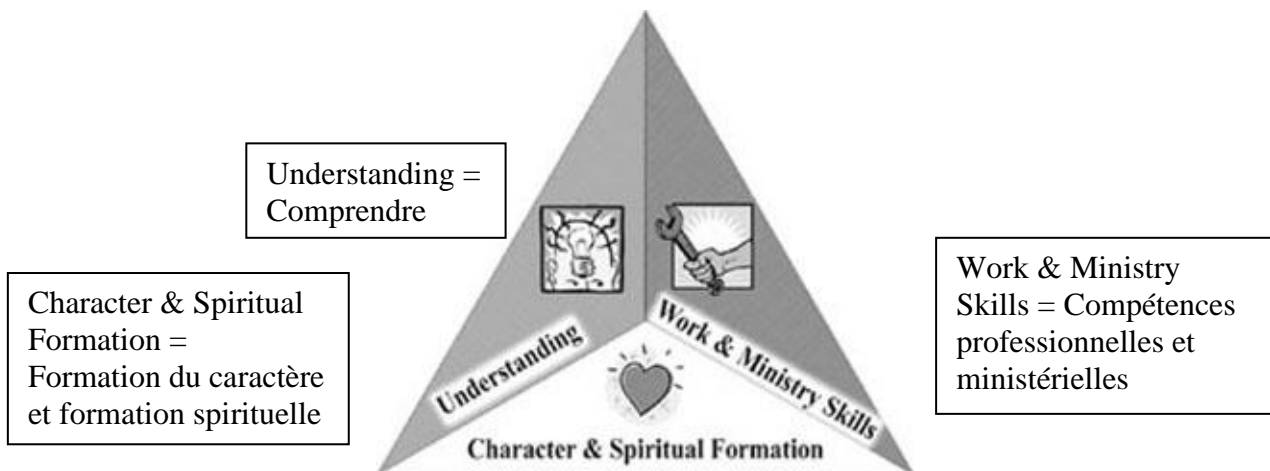 Understanding =
Comprendre
Character & Spiritual
Formation =
Formation du caractère
et formation spirituelle
Work & Ministry
Skills = Compétences
professionnelles et
ministérielles
Understanding
Work & Ministry Skills
Character & Spiritual Formation